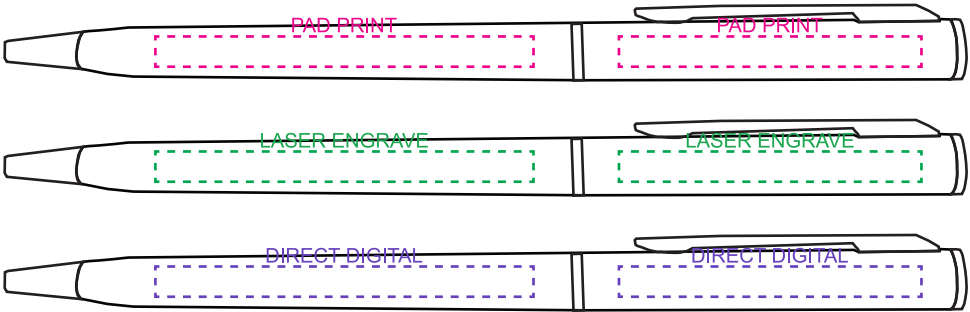 PAD PRINT
PAD PRINT
LASER ENGRAVE
LASER ENGRAVE
DIRECT DIGITAL
DIRECT DIGITAL